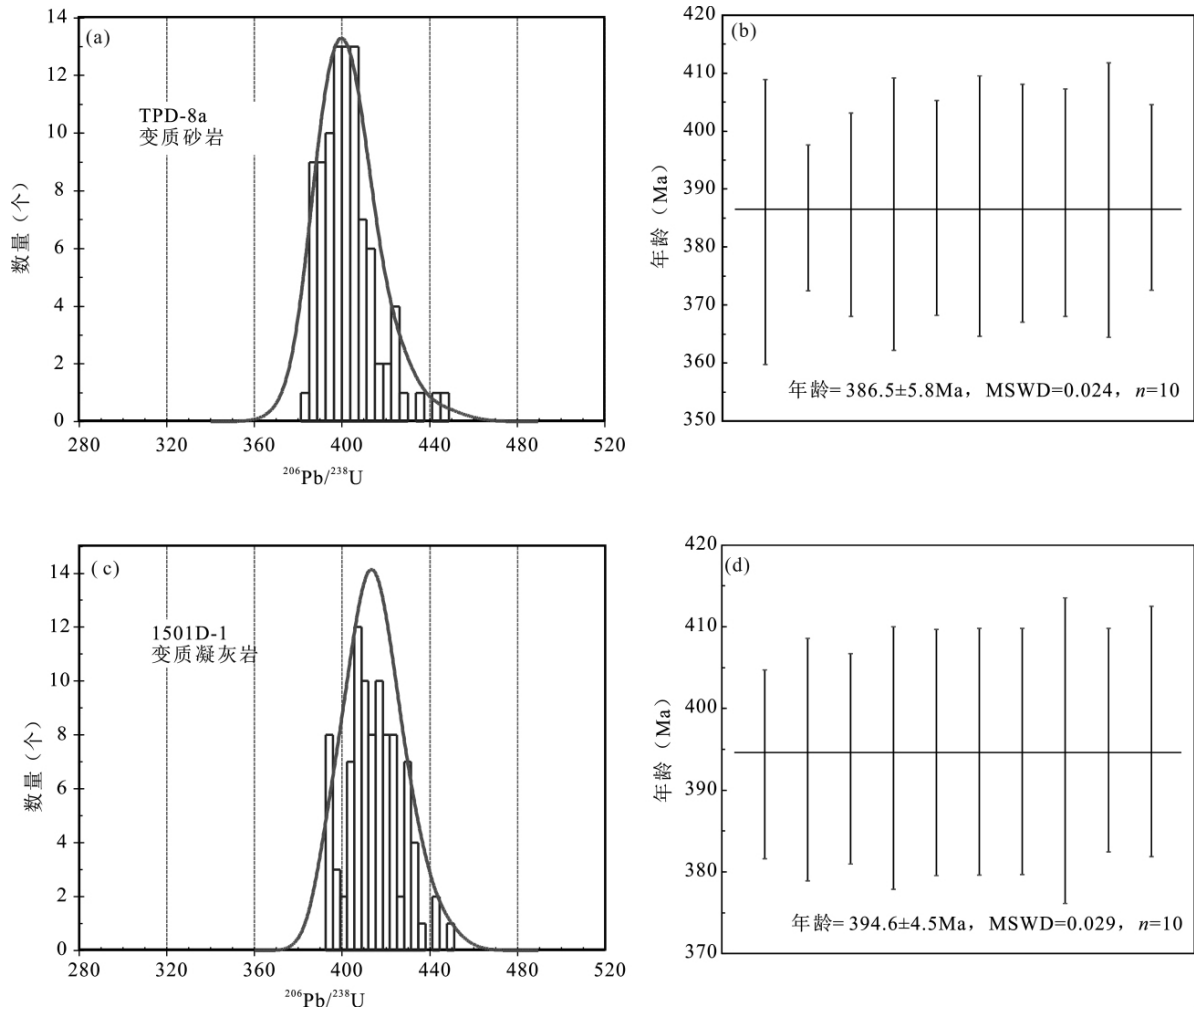 (a)
14
12
10
8
6
4
2
0
数量（个）
TPD-8a
变质砂岩
280 320 360 400 440 480 520
²⁰⁶Pb/²³⁸U
(b)
420
410
400
390
380
370
360
350
年龄（Ma）
年龄=386.5±5.8Ma，MSWD=0.024，n=10
(c)
14
12
10
8
6
4
2
0
数量（个）
1501D-1
变质凝灰岩
280 320 360 400 440 480 520
²⁰⁶Pb/²³⁸U
(d)
420
410
400
390
380
370
年龄（Ma）
年龄=394.6±4.5Ma，MSWD=0.029，n=10